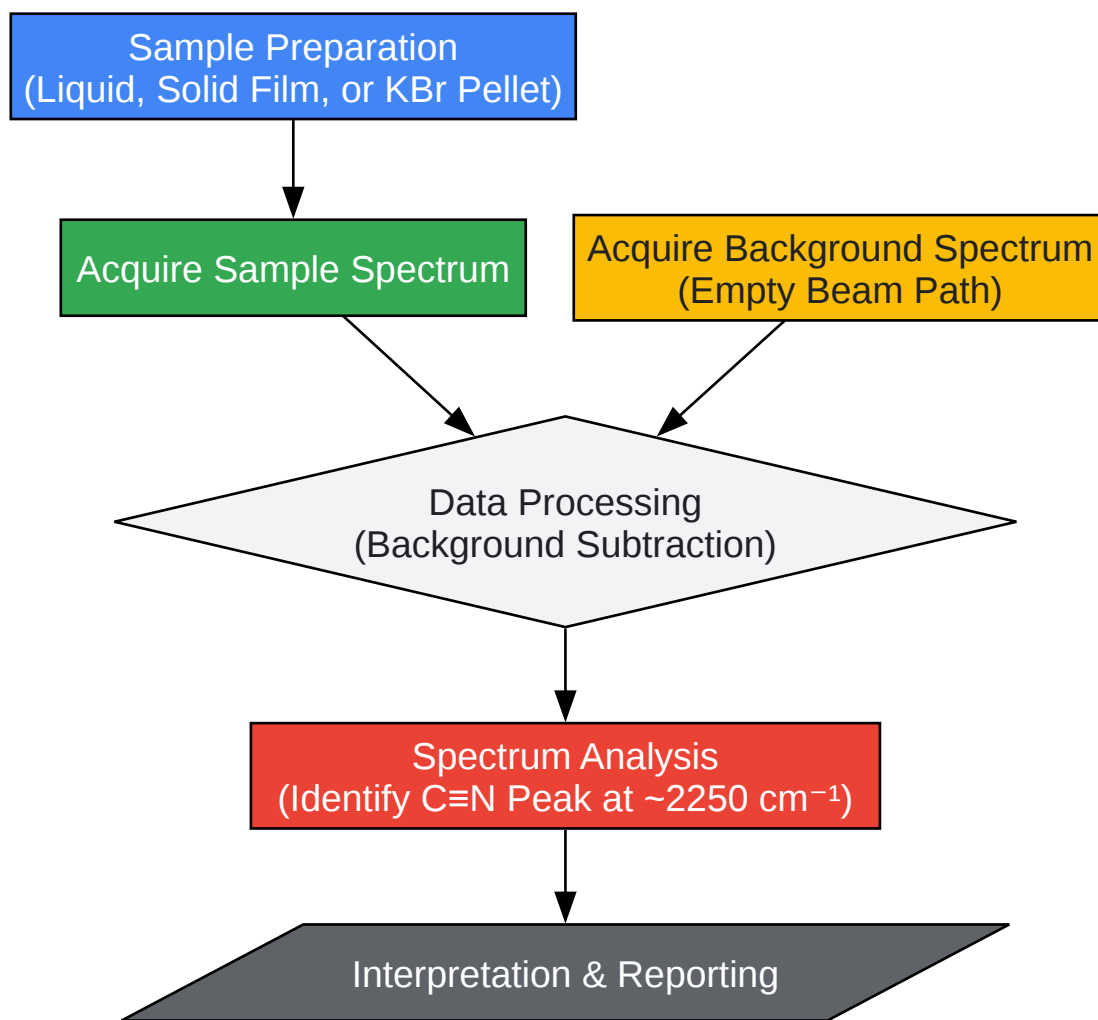 Sample Preparation
(Liquid, Solid Film, or KBr Pellet)
Acquire Sample Spectrum
Acquire Background Spectrum
(Empty Beam Path)
Data Processing
(Background Subtraction)
Spectrum Analysis
(Identify C≡N Peak at ~2250 cm⁻¹)
Interpretation & Reporting